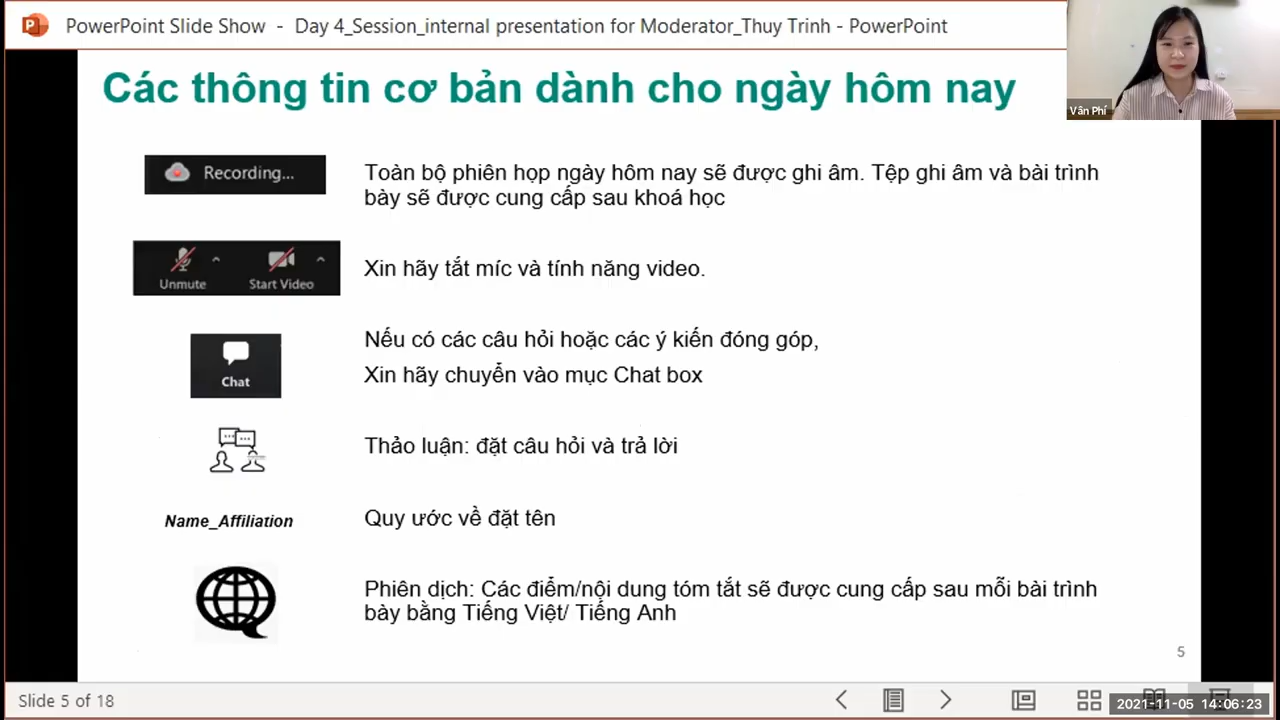 PowerPoint Slide Show - Day 4_Session_internal presentation for Moderator_Thuy Trinh - PowerPoint
Vân Phí
Các thông tin cơ bản dành cho ngày hôm nay
Recording...
Toàn bộ phiên họp ngày hôm nay sẽ được ghi âm. Tệp ghi âm và bài trình
bày sẽ được cung cấp sau khoá học
Unmute
Start Video
Xin hãy tắt míc và tính năng video.
Nếu có các câu hỏi hoặc các ý kiến đóng góp,
Chat
Xin hãy chuyển vào mục Chat box
Thảo luận: đặt câu hỏi và trả lời
Name_Affiliation
Quy ước về đặt tên
Phiên dịch: Các điểm/nội dung tóm tắt sẽ được cung cấp sau mỗi bài trình
bày bằng Tiếng Việt/ Tiếng Anh
5
Slide 5 of 18
2021-11-05 14:06:23